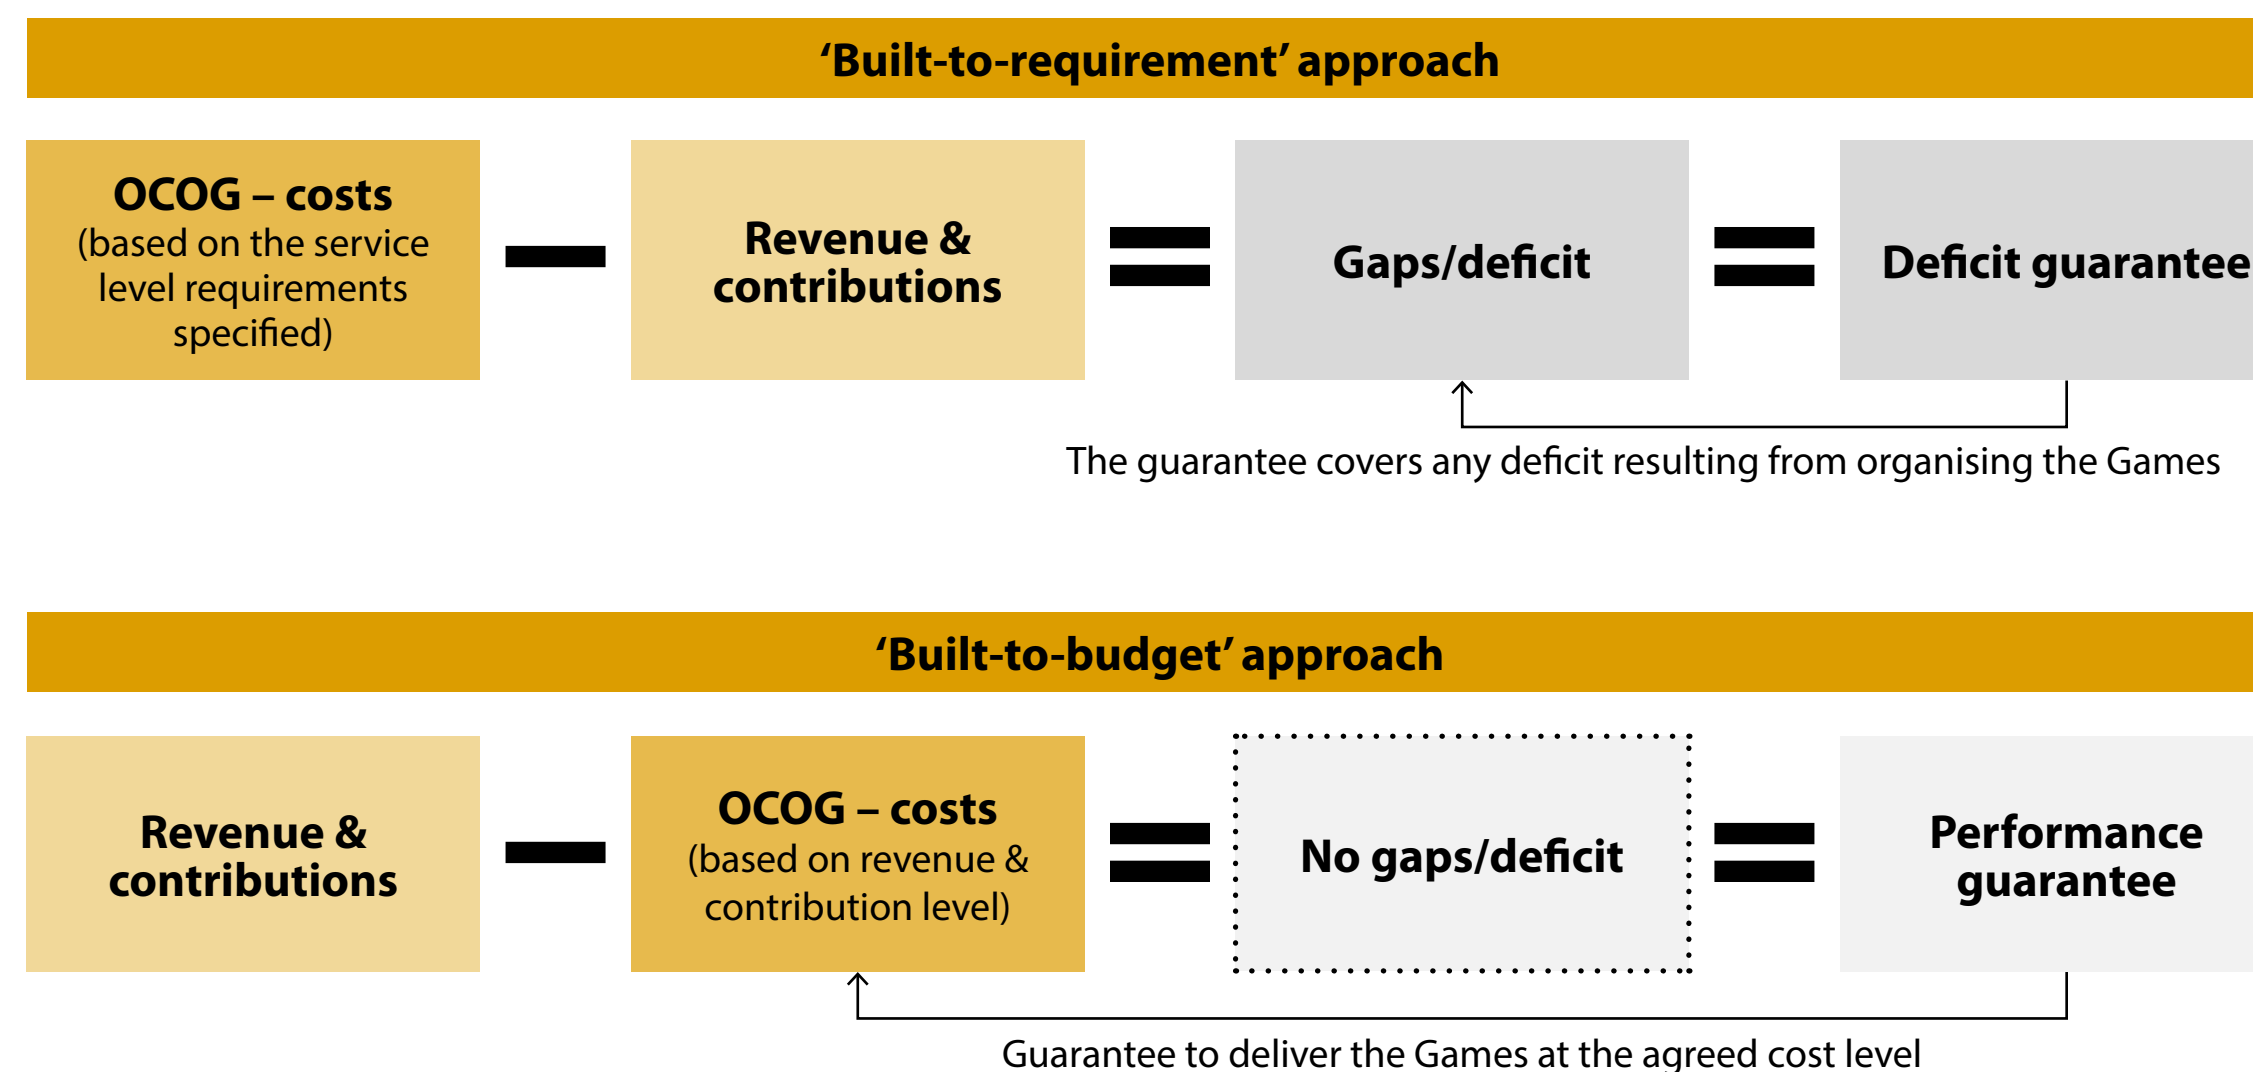 ‘Built-to-requirement’ approach
OCOG – costs
(based on the service
level requirements
specified)
Revenue &
contributions
Gaps/deficit
Deficit guarantee
The guarantee covers any deficit resulting from organising the Games
‘Built-to-budget’ approach
Revenue &
contributions
OCOG – costs
(based on revenue &
contribution level)
No gaps/deficit
Performance
guarantee
Guarantee to deliver the Games at the agreed cost level